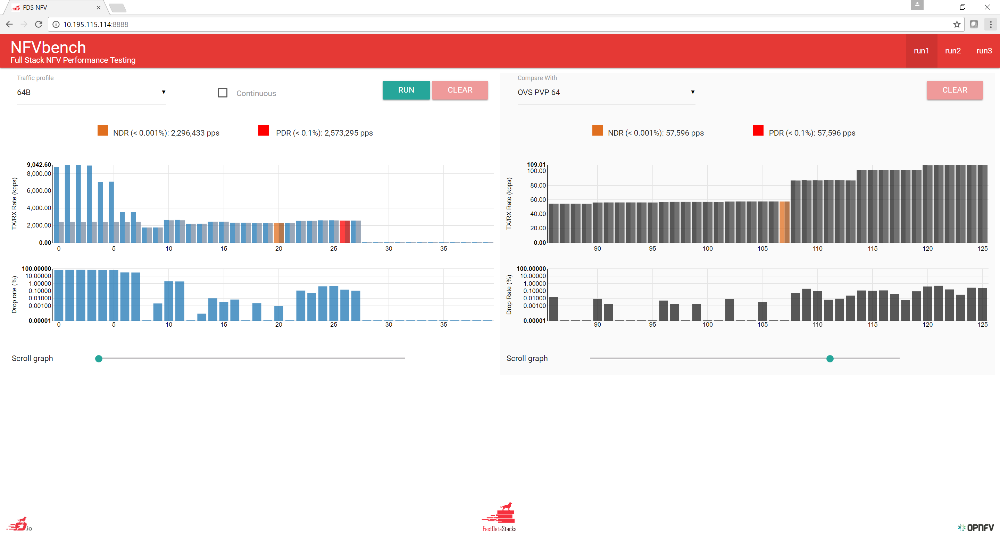 FDS NFV
10.195.115.114:8888
NFVbench
Full Stack NFV Performance Testing
run1 run2 run3
Traffic profile
64B
Continuous
RUN
CLEAR
NDR (< 0.001%): 2,296,433 pps
PDR (< 0.1%): 2,573,295 pps
TX/RX Rate (kpps)
9,042.60
8,000.00
6,000.00
4,000.00
2,000.00
0.00
0 5 10 15 20 25 30 35
Drop rate (%)
100.00000
10.00000
1.00000
0.10000
0.01000
0.00100
0.00001
0 5 10 15 20 25 30 35
Scroll graph
Compare With
OVS PVP 64
CLEAR
NDR (< 0.001%): 57,596 pps
PDR (< 0.1%): 57,596 pps
TX/RX Rate (kpps)
109.01
100.00
80.00
60.00
40.00
20.00
0.00
90 95 100 105 110 115 120 125
Drop Rate (%)
100.00000
10.00000
1.00000
0.10000
0.01000
0.00100
0.00001
90 95 100 105 110 115 120 125
Scroll graph
.io
FastDataStacks
OPNFV